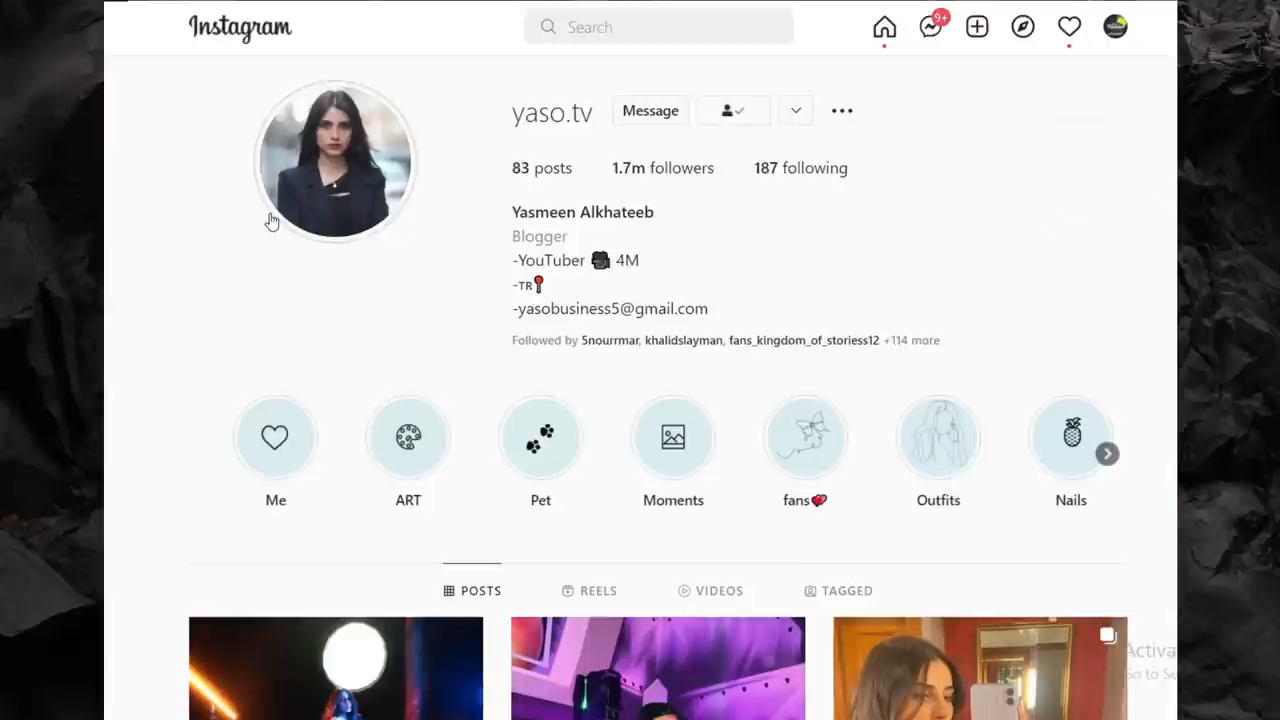 Instagram
Search
9+
yaso.tv
Message
83 posts
1.7m followers
187 following
Yasmeen Alkhateeb
Blogger
-YouTuber 🎥 4M
-ᴛʀ📍
-yasobusiness5@gmail.com
Followed by 5nourrmar, khalidslayman, fans_kingdom_of_storiess12 +114 more
Me
ART
Pet
Moments
fans💖
Outfits
Nails
POSTS
REELS
VIDEOS
TAGGED